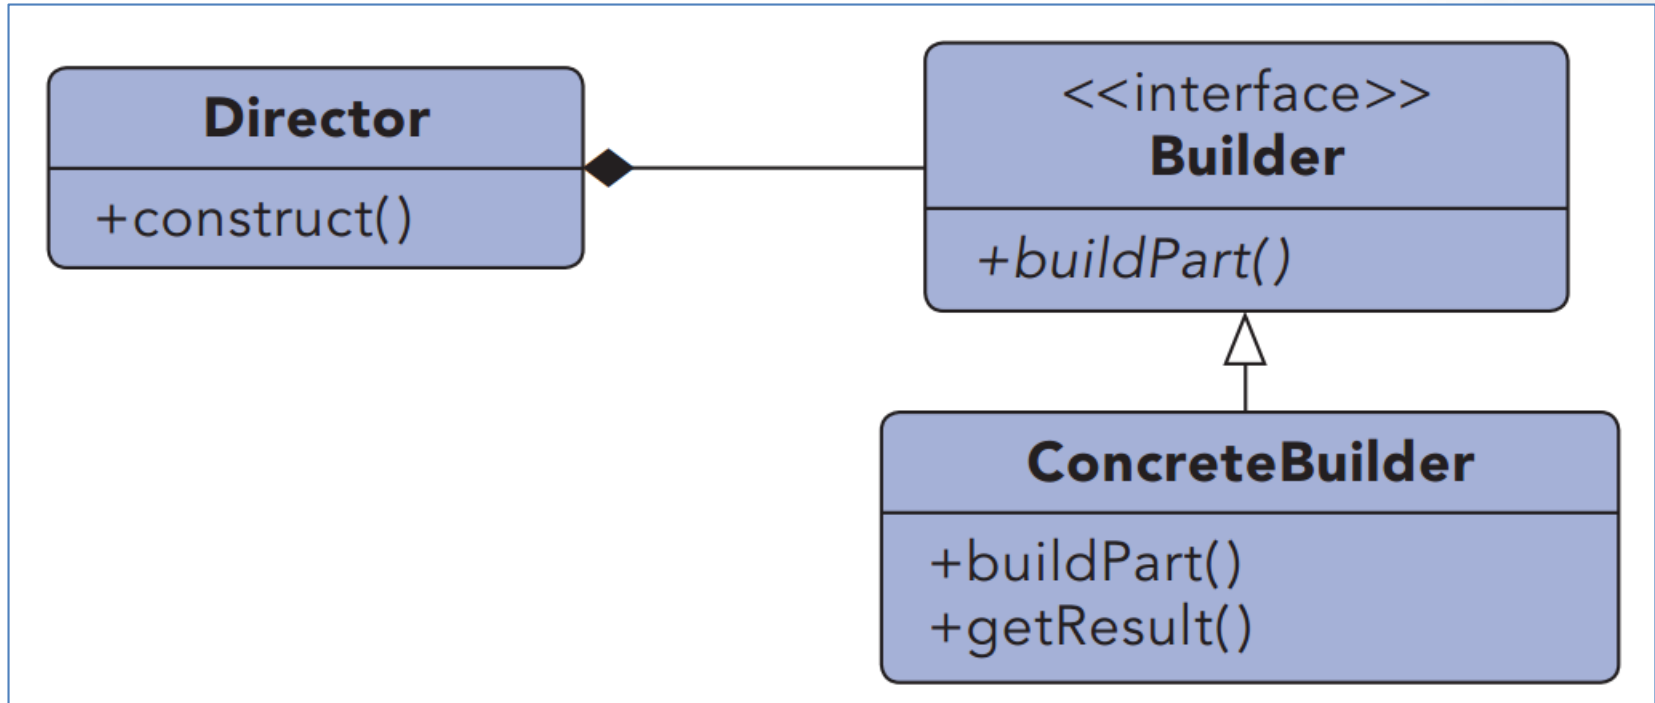 Director
+construct()
<<interface>>
Builder
+buildPart()
ConcreteBuilder
+buildPart()
+getResult()